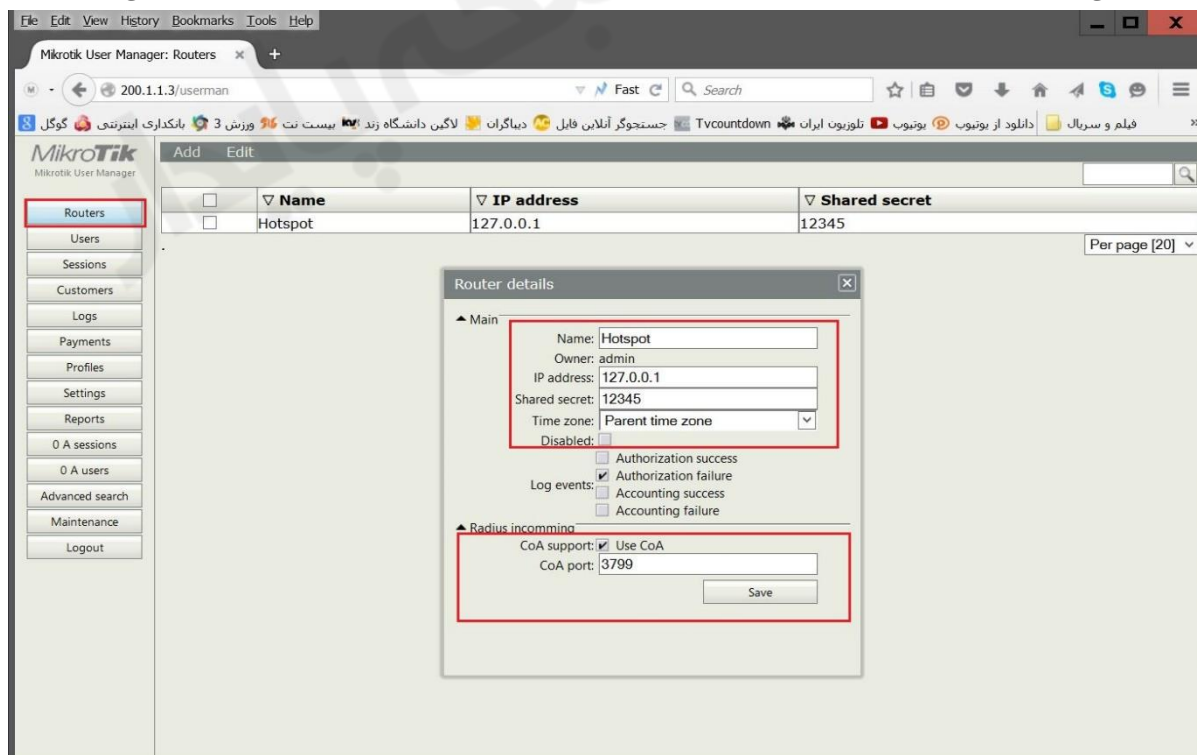 File Edit View History Bookmarks Tools Help
Mikrotik User Manager: Routers × +
200.1.1.3/userman Fast Search
گوگل بانکداری اینترنتی ورزش 3 بیست نت لاگین دانشگاه زند دیباگران جستجوگر آنلاین فایل Tvcountdown تلوزیون ایران یوتیوب دانلود از یوتیوب فیلم و سریال »
MikroTik
Mikrotik User Manager
Add Edit
Name IP address Shared secret
Hotspot 127.0.0.1 12345
Per page [20]
Routers
Users
Sessions
Customers
Logs
Payments
Profiles
Settings
Reports
0 A sessions
0 A users
Advanced search
Maintenance
Logout
Router details
Main
Name: Hotspot
Owner: admin
IP address: 127.0.0.1
Shared secret: 12345
Time zone: Parent time zone
Disabled:
Log events:
Authorization success
Authorization failure
Accounting success
Accounting failure
Radius incomming
CoA support: Use CoA
CoA port: 3799
Save